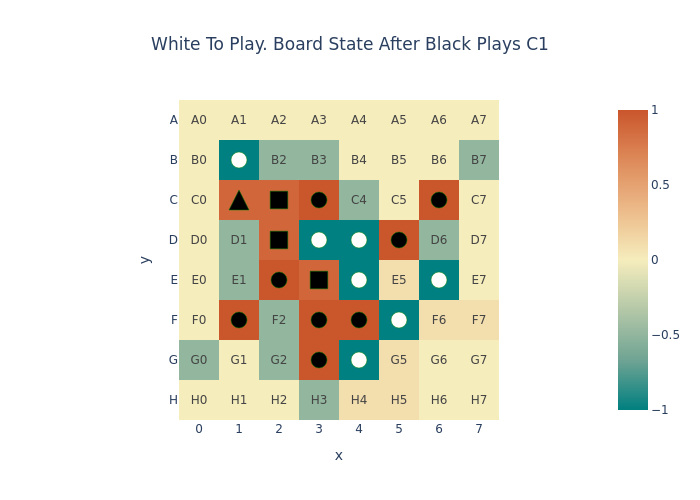 White To Play. Board State After Black Plays C1
A A0 A1 A2 A3 A4 A5 A6 A7
B B0 B2 B3 B4 B5 B6 B7
C C0 C4 C5 C7
D D0 D1 D6 D7
E E0 E1 E5 E7
F F0 F2 F6 F7
G G0 G1 G2 G5 G6 G7
H H0 H1 H2 H3 H4 H5 H6 H7
0 1 2 3 4 5 6 7
x
y
1
0.5
0
−0.5
−1